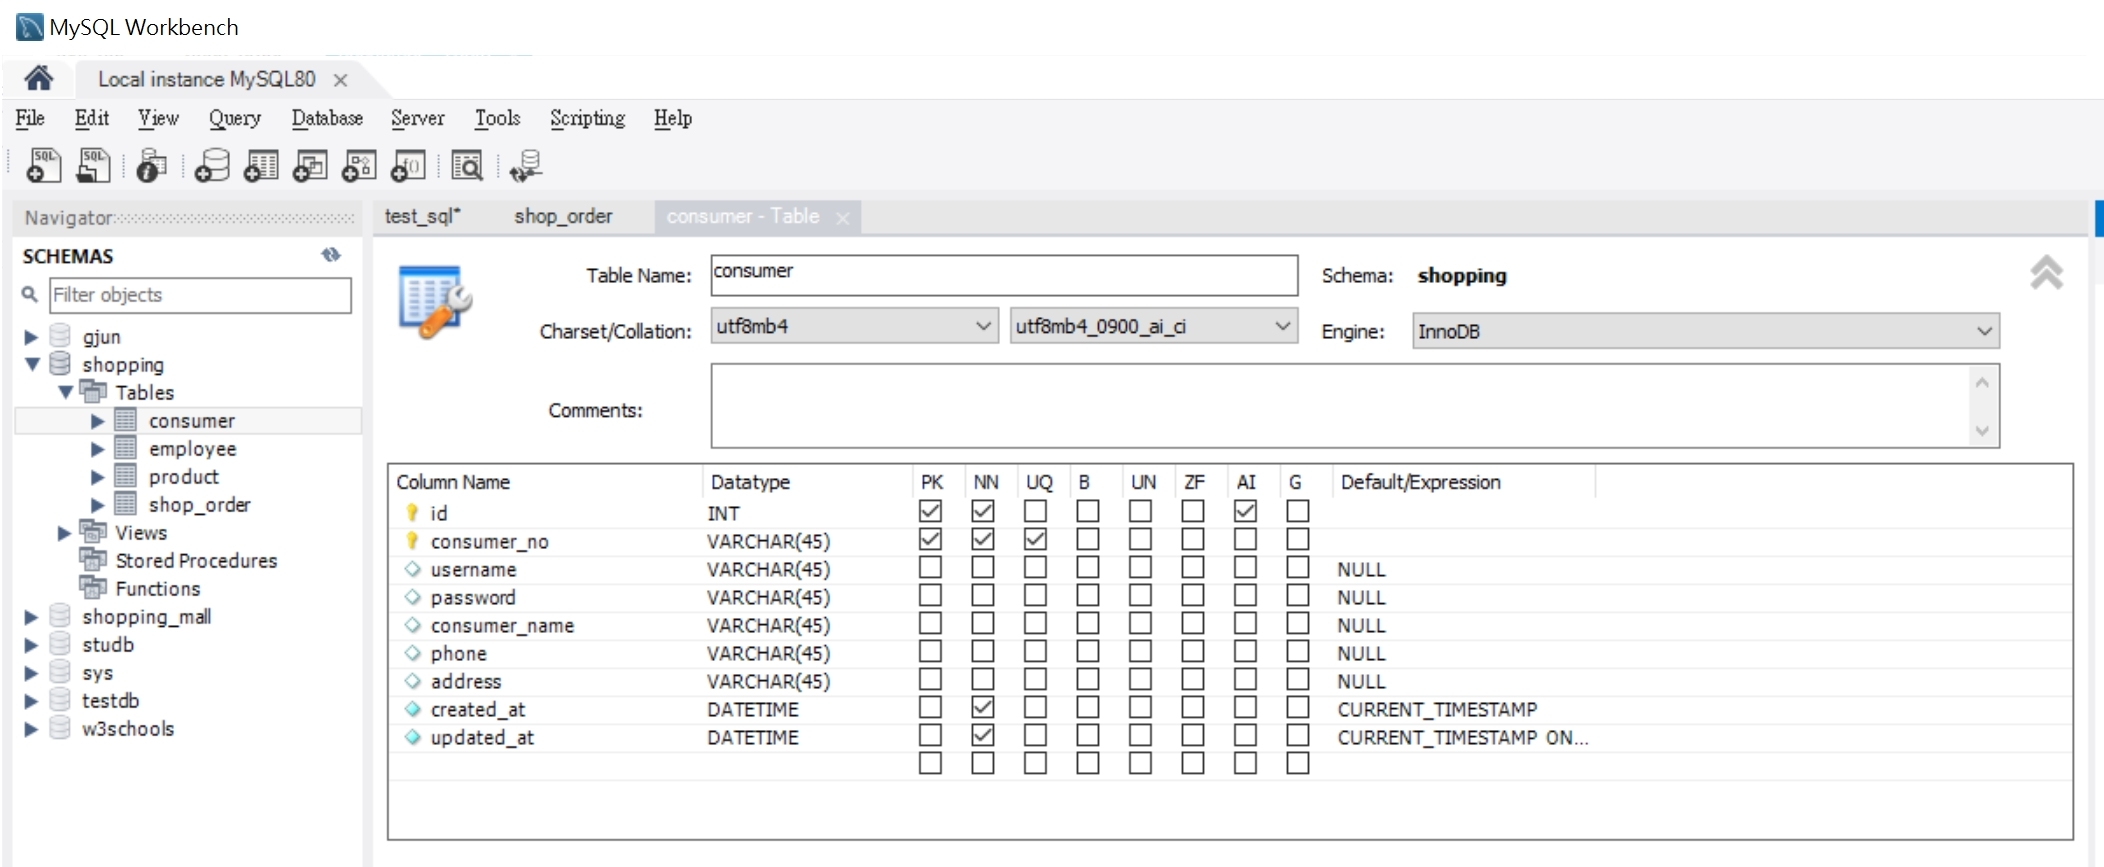 MySQL Workbench
Local instance MySQL80
File Edit View Query Database Server Tools Scripting Help
Navigator
SCHEMAS
Filter objects
gjun
shopping
Tables
consumer
employee
product
shop_order
Views
Stored Procedures
Functions
shopping_mall
studb
sys
testdb
w3schools
test_sql* shop_order consumer - Table
Table Name: consumer Schema: shopping
Charset/Collation: utf8mb4 utf8mb4_0900_ai_ci Engine: InnoDB
Comments:
Column Name Datatype PK NN UQ B UN ZF AI G Default/Expression
id INT
consumer_no VARCHAR(45)
username VARCHAR(45) NULL
password VARCHAR(45) NULL
consumer_name VARCHAR(45) NULL
phone VARCHAR(45) NULL
address VARCHAR(45) NULL
created_at DATETIME CURRENT_TIMESTAMP
updated_at DATETIME CURRENT_TIMESTAMP ON...